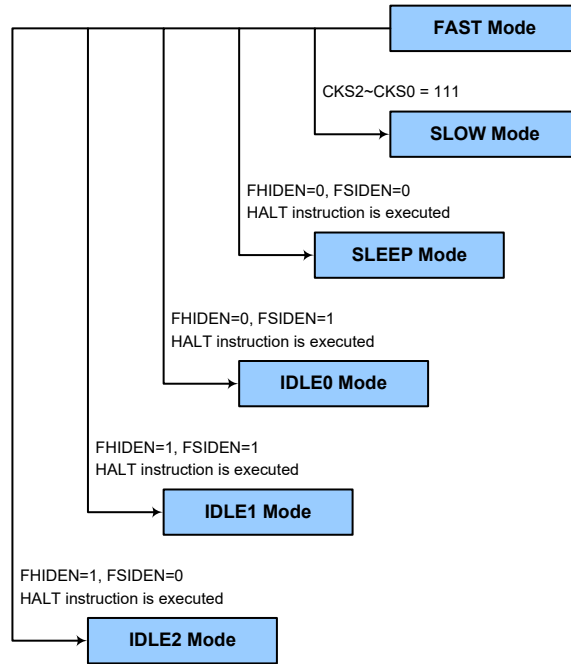 FAST Mode
CKS2~CKS0 = 111
SLOW Mode
FHIDEN=0, FSIDEN=0
HALT instruction is executed
SLEEP Mode
FHIDEN=0, FSIDEN=1
HALT instruction is executed
IDLE0 Mode
FHIDEN=1, FSIDEN=1
HALT instruction is executed
IDLE1 Mode
FHIDEN=1, FSIDEN=0
HALT instruction is executed
IDLE2 Mode